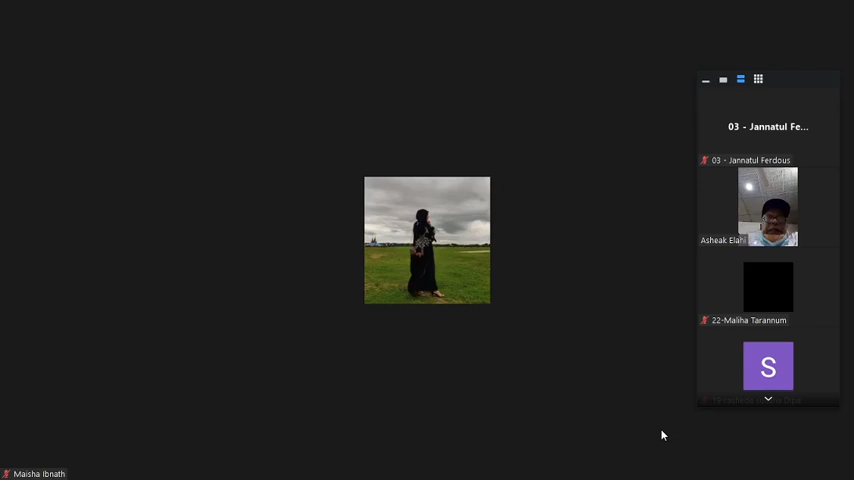 03 - Jannatul Fe...
03 - Jannatul Ferdous
Asheak Elahi
22-Maliha Tarannum
S
Maisha Ibnath